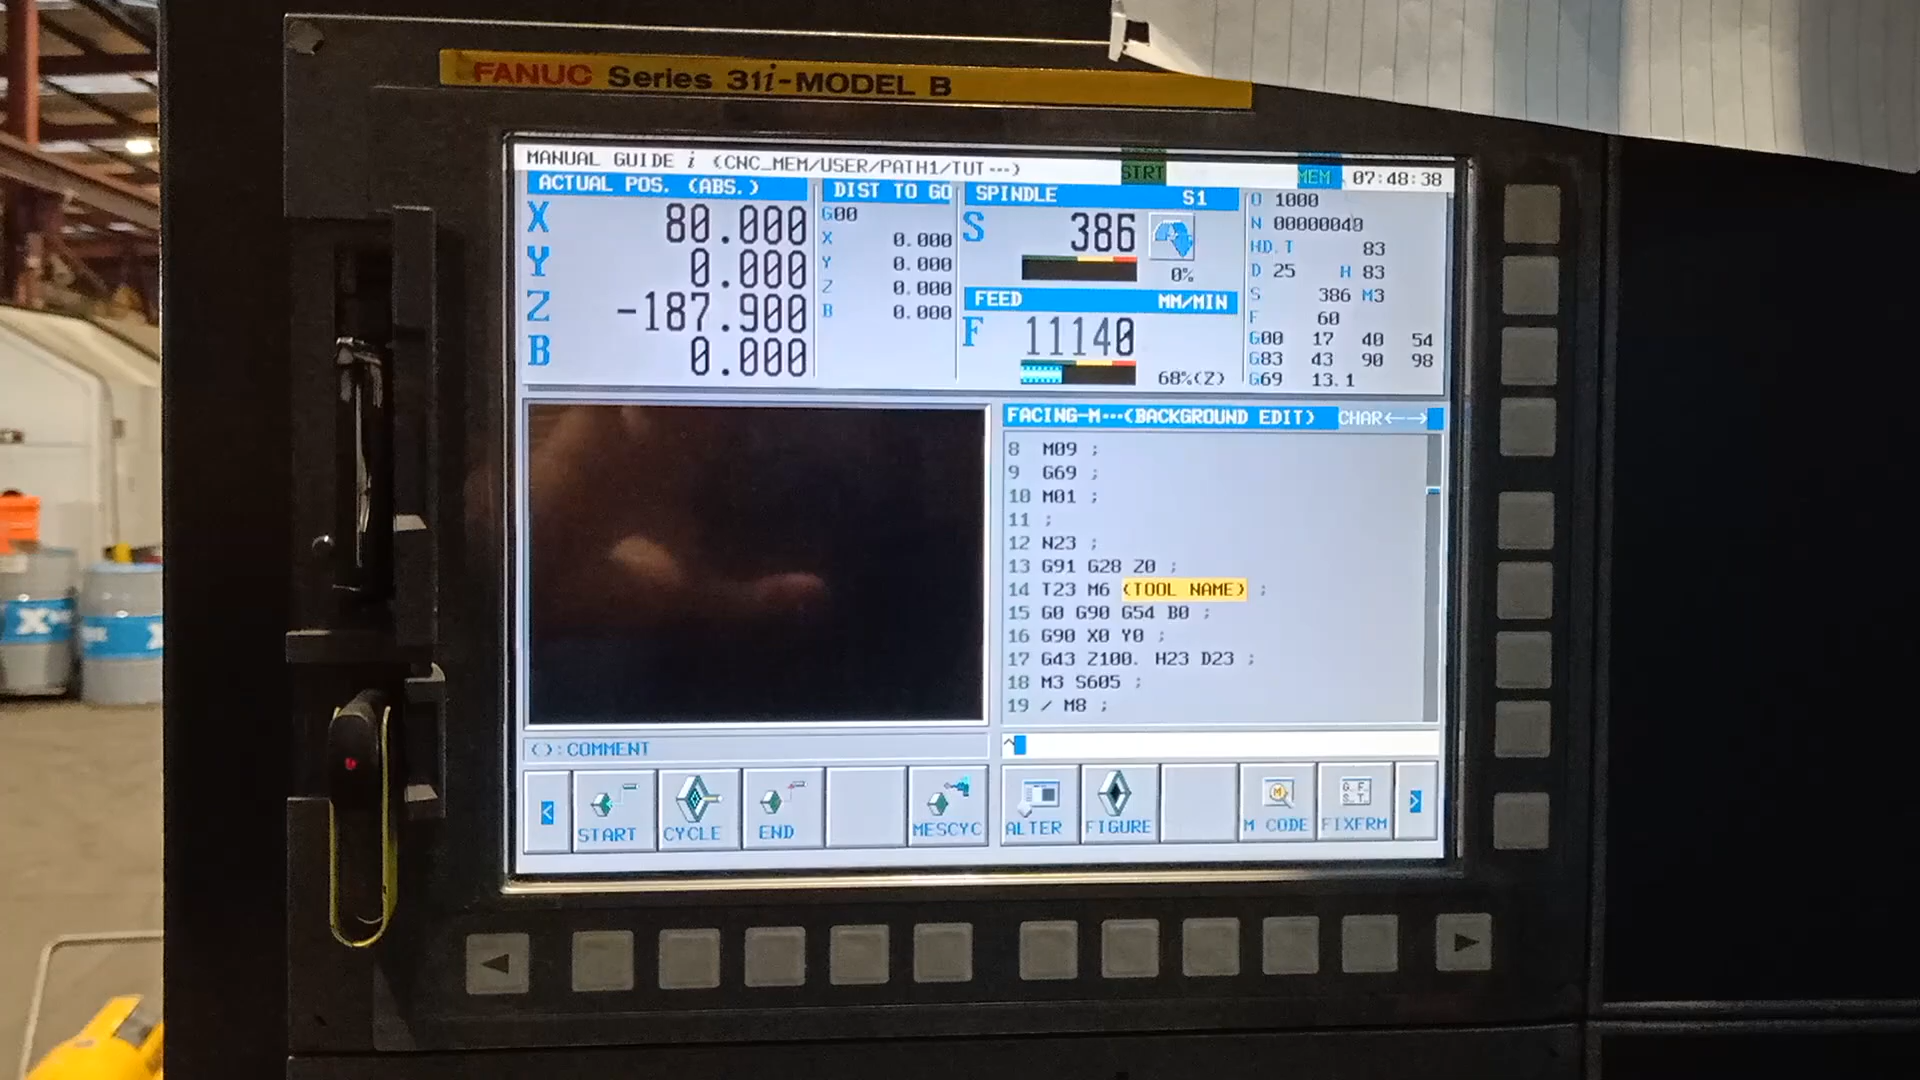 FANUC Series 31i-MODEL B
MANUAL GUIDE i (CNC_MEM/USER/PATH1/TUT···)
STRT
MEM
07:48:38
ACTUAL POS. (ABS.)
X 80.000
Y 0.000
Z -187.900
B 0.000
DIST TO GO
G00
X 0.000
Y 0.000
Z 0.000
B 0.000
SPINDLE S1
S 386
0%
FEED MM/MIN
F 11140
68%(Z)
O 1000
N 00000040
HD.T 83
D 25 H 83
S 386 M3
F 60
G00 17 40 54
G83 43 90 98
G69 13.1
FACING-M···(BACKGROUND EDIT) CHAR←→
8 M09 ;
9 G69 ;
10 M01 ;
11 ;
12 N23 ;
13 G91 G28 Z0 ;
14 T23 M6 (TOOL NAME) ;
15 G0 G90 G54 B0 ;
16 G90 X0 Y0 ;
17 G43 Z100. H23 D23 ;
18 M3 S605 ;
19 / M8 ;
():COMMENT
^
< START CYCLE END MESCYC ALTER FIGURE M CODE FIXFRM >
X